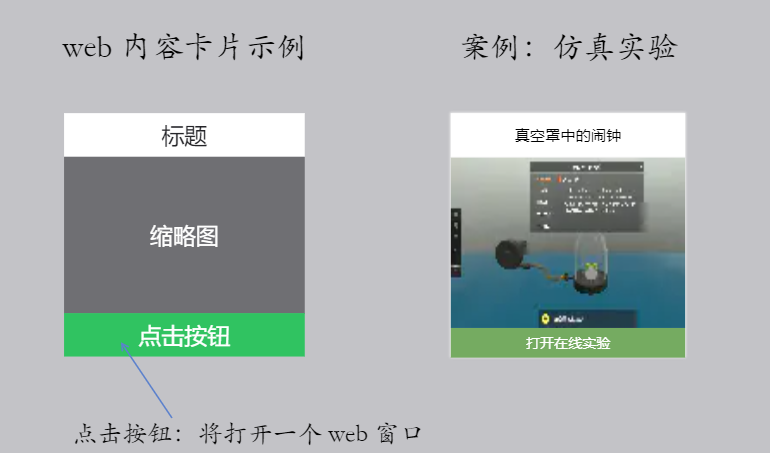 web 内容卡片示例
案例：仿真实验
标题
缩略图
点击按钮
真空罩中的闹钟
打开在线实验
点击按钮：将打开一个 web 窗口